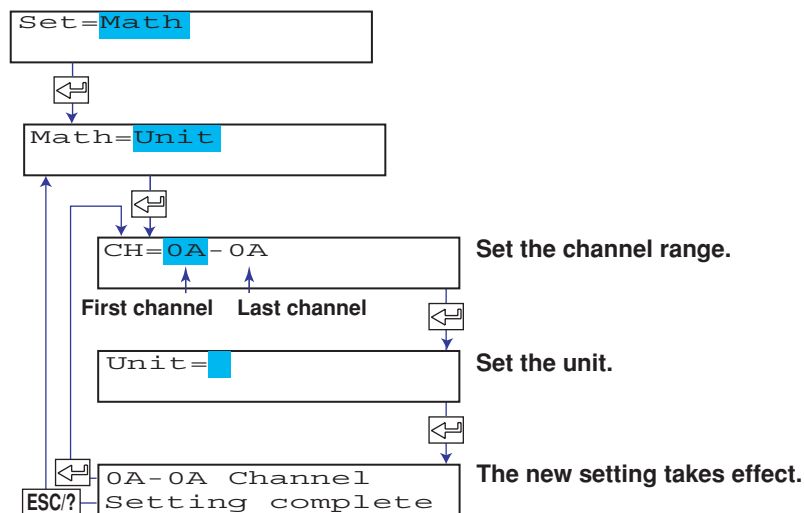 Set=Math
Math=Unit
CH=0A-0A
Set the channel range.
First channel Last channel
Unit=
Set the unit.
0A-0A Channel
Setting complete
The new setting takes effect.
ESC/?